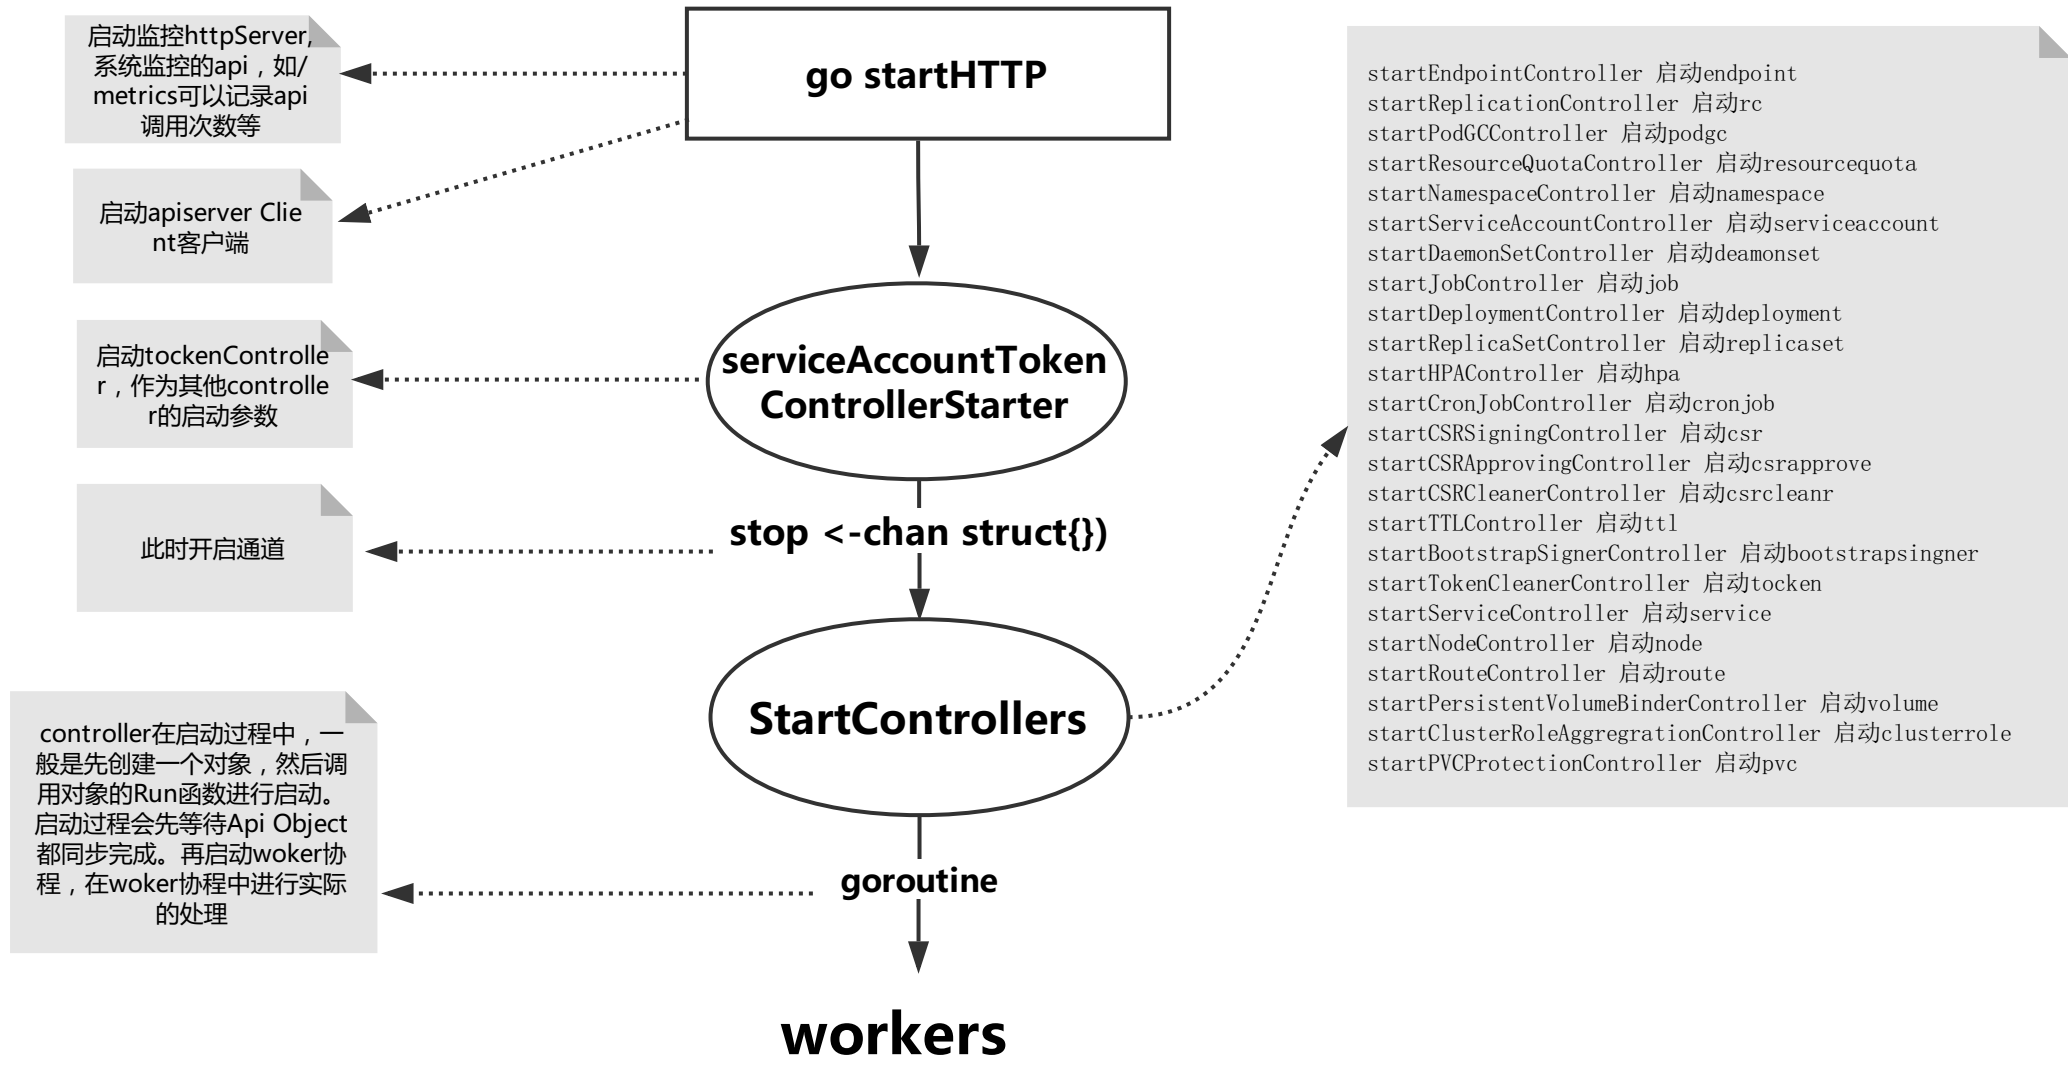 启动监控httpServer,
系统监控的api，如/
metrics可以记录api
调用次数等
go startHTTP
启动apiserver Clie
nt客户端
启动tockenControlle
r，作为其他controlle
r的启动参数
serviceAccountToken
ControllerStarter
此时开启通道
stop <-chan struct{})
StartControllers
controller在启动过程中，一
般是先创建一个对象，然后调
用对象的Run函数进行启动。
启动过程会先等待Api Object
都同步完成。再启动woker协
程，在woker协程中进行实际
的处理
goroutine
workers
startEndpointController 启动endpoint
startReplicationController 启动rc
startPodGCController 启动podgc
startResourceQuotaController 启动resourcequota
startNamespaceController 启动namespace
startServiceAccountController 启动serviceaccount
startDaemonSetController 启动deamonset
startJobController 启动job
startDeploymentController 启动deployment
startReplicaSetController 启动replicaset
startHPAController 启动hpa
startCronJobController 启动cronjob
startCSRSigningController 启动csr
startCSRApprovingController 启动csrapprove
startCSRCleanerController 启动csrcleanr
startTTLController 启动ttl
startBootstrapSignerController 启动bootstrapsingner
startTokenCleanerController 启动tocken
startServiceController 启动service
startNodeController 启动node
startRouteController 启动route
startPersistentVolumeBinderController 启动volume
startClusterRoleAggregrationController 启动clusterrole
startPVCProtectionController 启动pvc